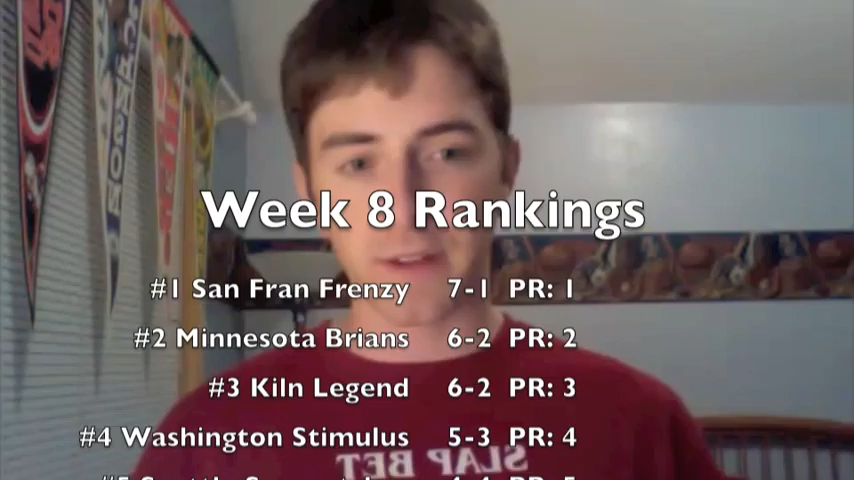 Week 8 Rankings
#1 San Fran Frenzy 7-1 PR: 1
#2 Minnesota Brians 6-2 PR: 2
#3 Kiln Legend 6-2 PR: 3
#4 Washington Stimulus 5-3 PR: 4
SLAP BET